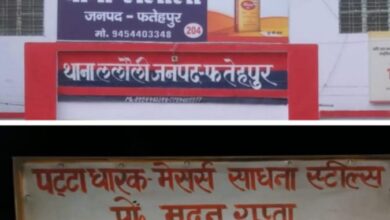 जनपद - फतेहपुर
मो. 9454403348
204
थाना ललौली जनपद-फतेहपुर
पट्टाधारक-मेसर्स साधना स्टील्स
प्रो. मदन गुप्ता